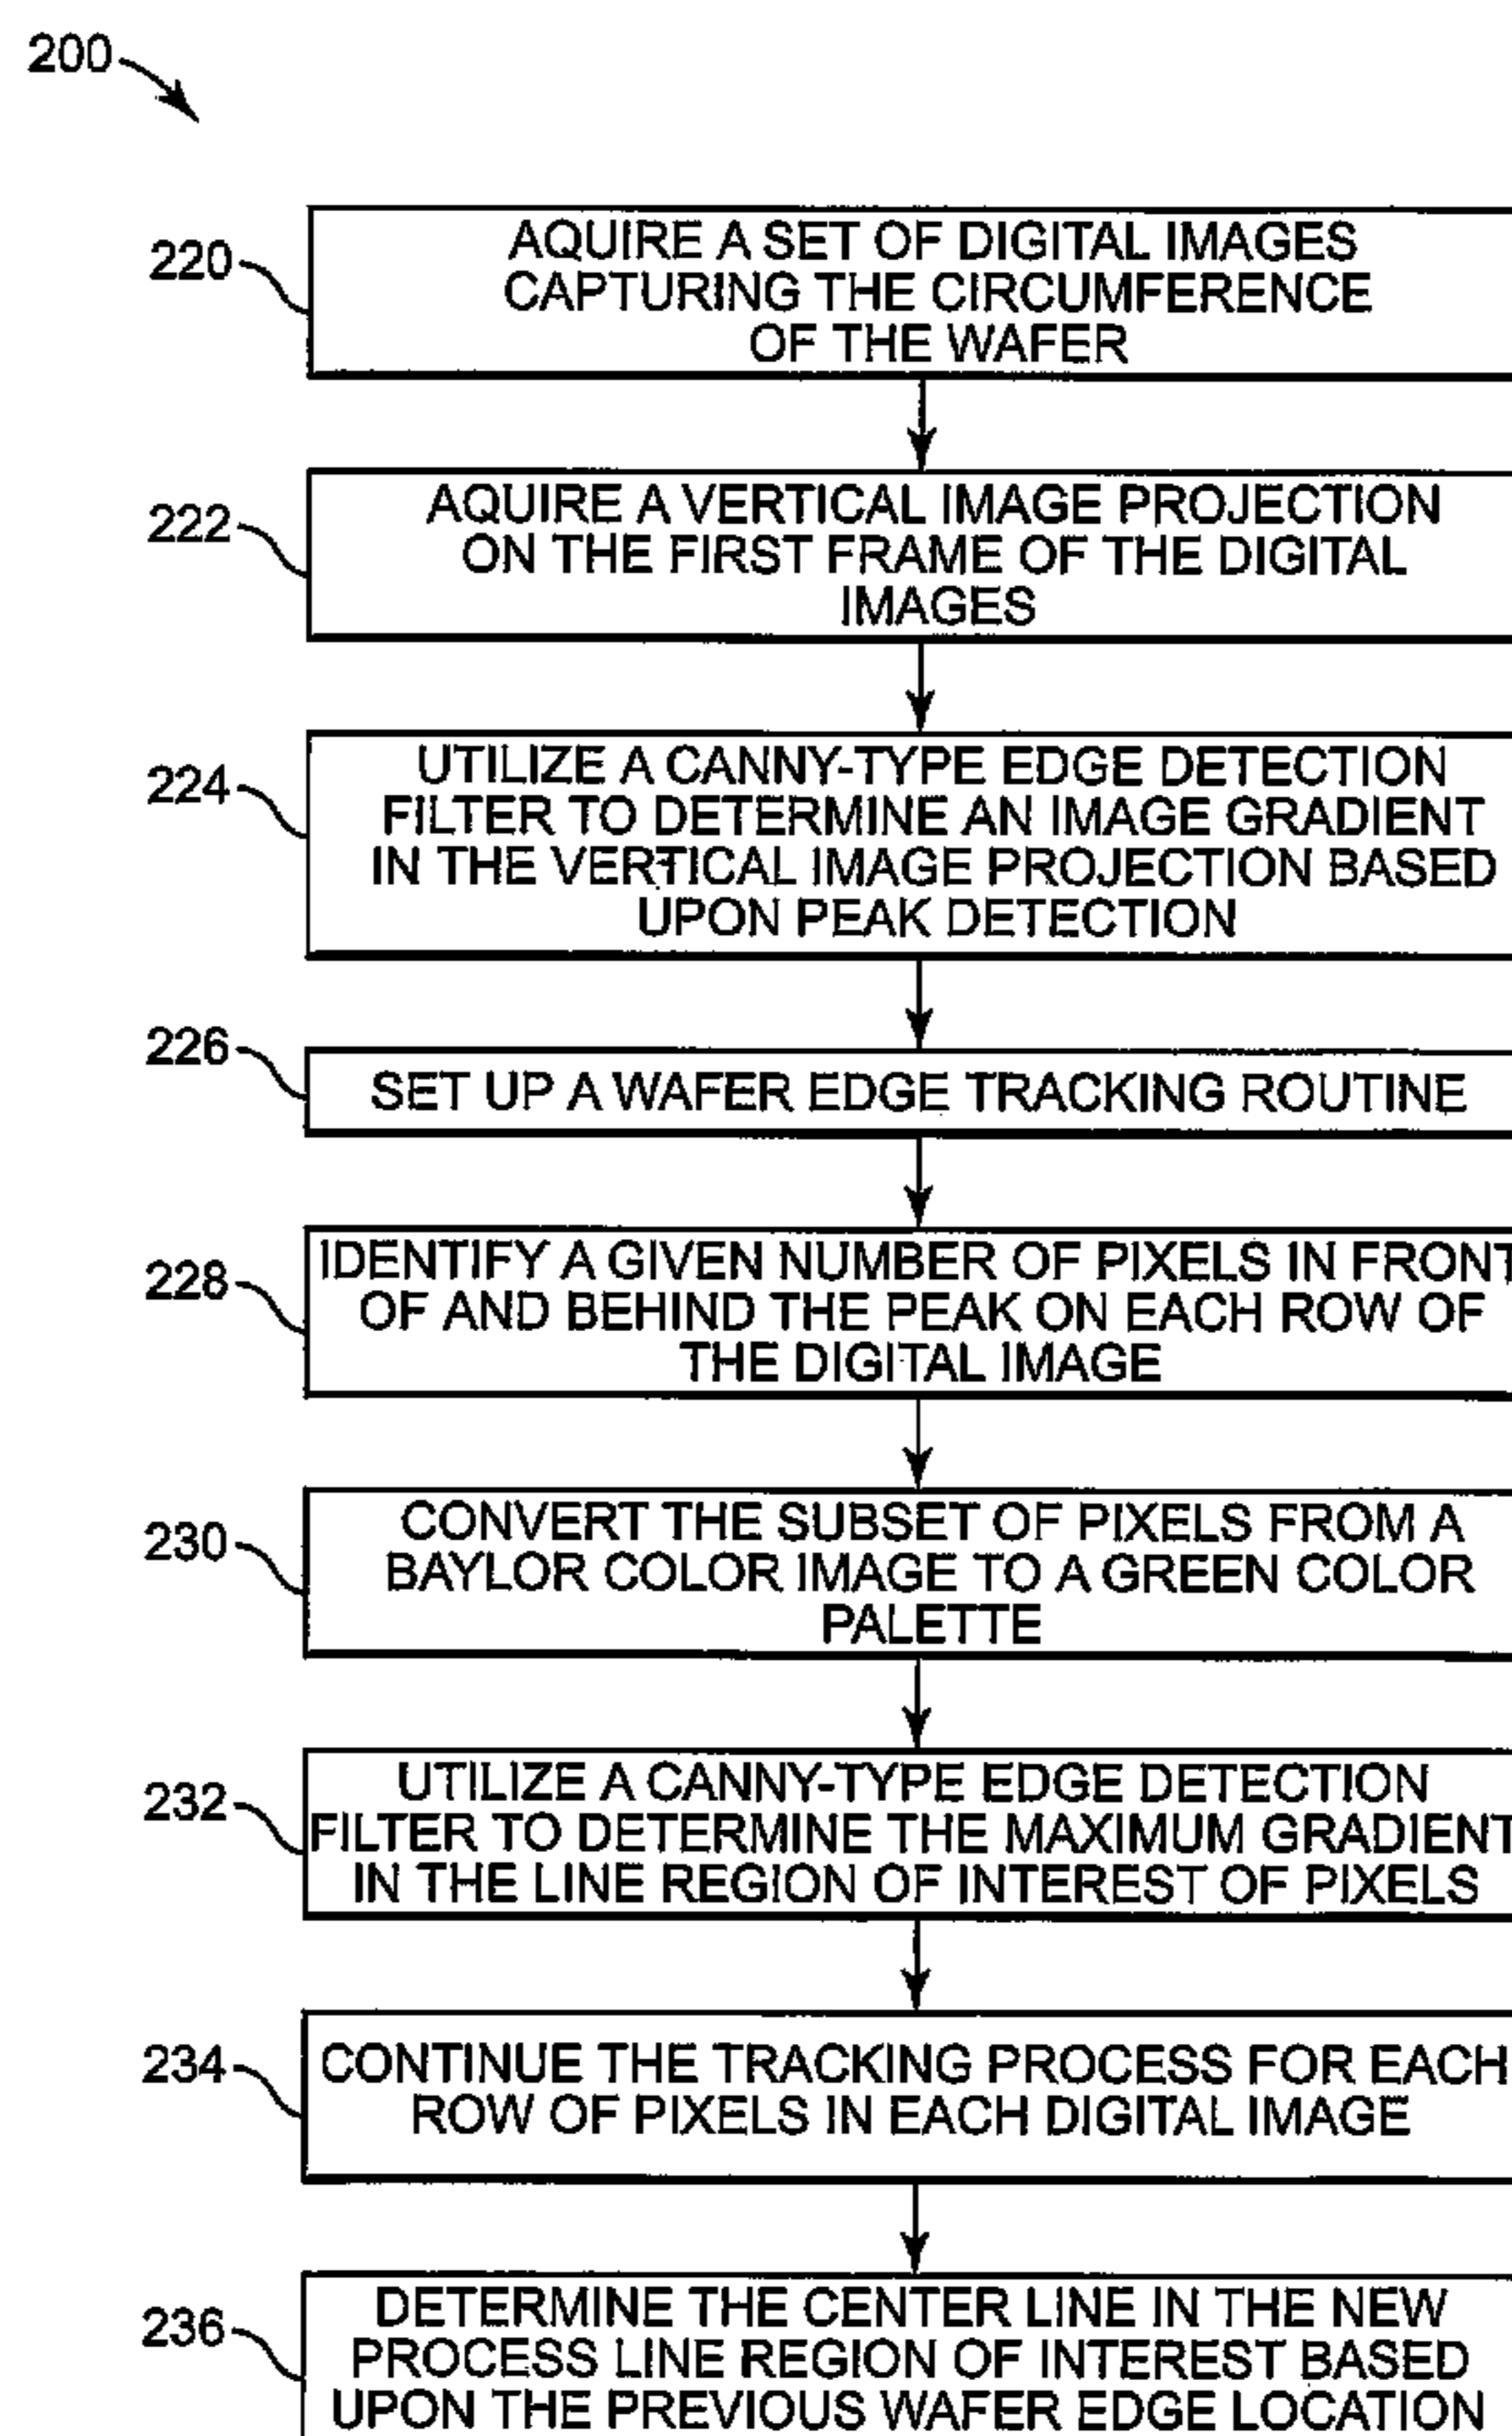 200
220
AQUIRE A SET OF DIGITAL IMAGES
CAPTURING THE CIRCUMFERENCE
OF THE WAFER
222
AQUIRE A VERTICAL IMAGE PROJECTION
ON THE FIRST FRAME OF THE DIGITAL
IMAGES
224
UTILIZE A CANNY-TYPE EDGE DETECTION
FILTER TO DETERMINE AN IMAGE GRADIENT
IN THE VERTICAL IMAGE PROJECTION BASED
UPON PEAK DETECTION
226
SET UP A WAFER EDGE TRACKING ROUTINE
228
IDENTIFY A GIVEN NUMBER OF PIXELS IN FRONT
OF AND BEHIND THE PEAK ON EACH ROW OF
THE DIGITAL IMAGE
230
CONVERT THE SUBSET OF PIXELS FROM A
BAYLOR COLOR IMAGE TO A GREEN COLOR
PALETTE
232
UTILIZE A CANNY-TYPE EDGE DETECTION
FILTER TO DETERMINE THE MAXIMUM GRADIENT
IN THE LINE REGION OF INTEREST OF PIXELS
234
CONTINUE THE TRACKING PROCESS FOR EACH
ROW OF PIXELS IN EACH DIGITAL IMAGE
236
DETERMINE THE CENTER LINE IN THE NEW
PROCESS LINE REGION OF INTEREST BASED
UPON THE PREVIOUS WAFER EDGE LOCATION